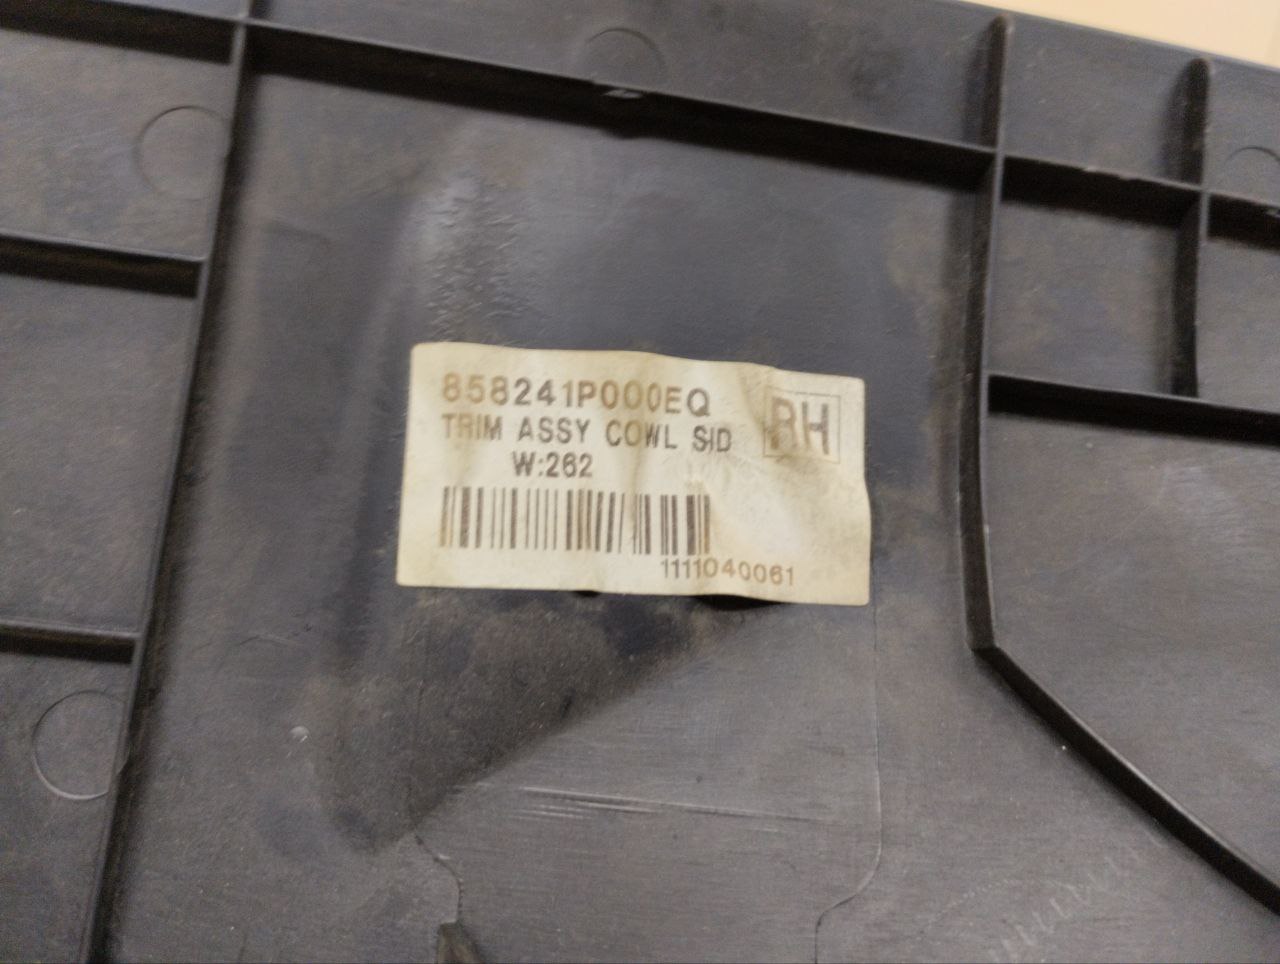 858241P000EQ
TRIM ASSY COWL SID
RH
W:262
1111040061